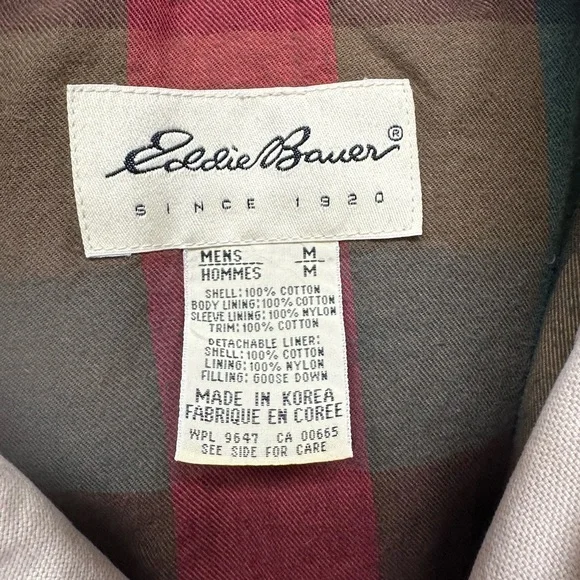 Eddie Bauer®
SINCE 1920
MENS M
HOMMES M
SHELL: 100% COTTON
BODY LINING: 100% COTTON
SLEEVE LINING: 100% NYLON
TRIM: 100% COTTON
DETACHABLE LINER:
SHELL: 100% COTTON
LINING: 100% NYLON
FILLING: GOOSE DOWN
MADE IN KOREA
FABRIQUE EN COREE
WPL 9647 CA 00665
SEE SIDE FOR CARE